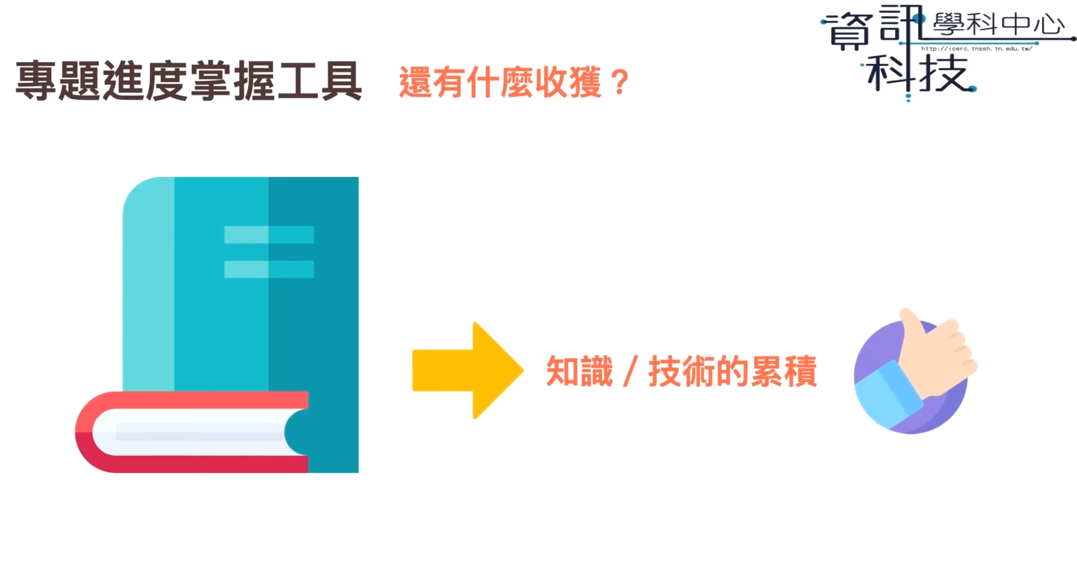 資訊學科中心
http://icerc.tnssh.tn.edu.tw/
科技
專題進度掌握工具 還有什麼收獲？
知識 / 技術的累積